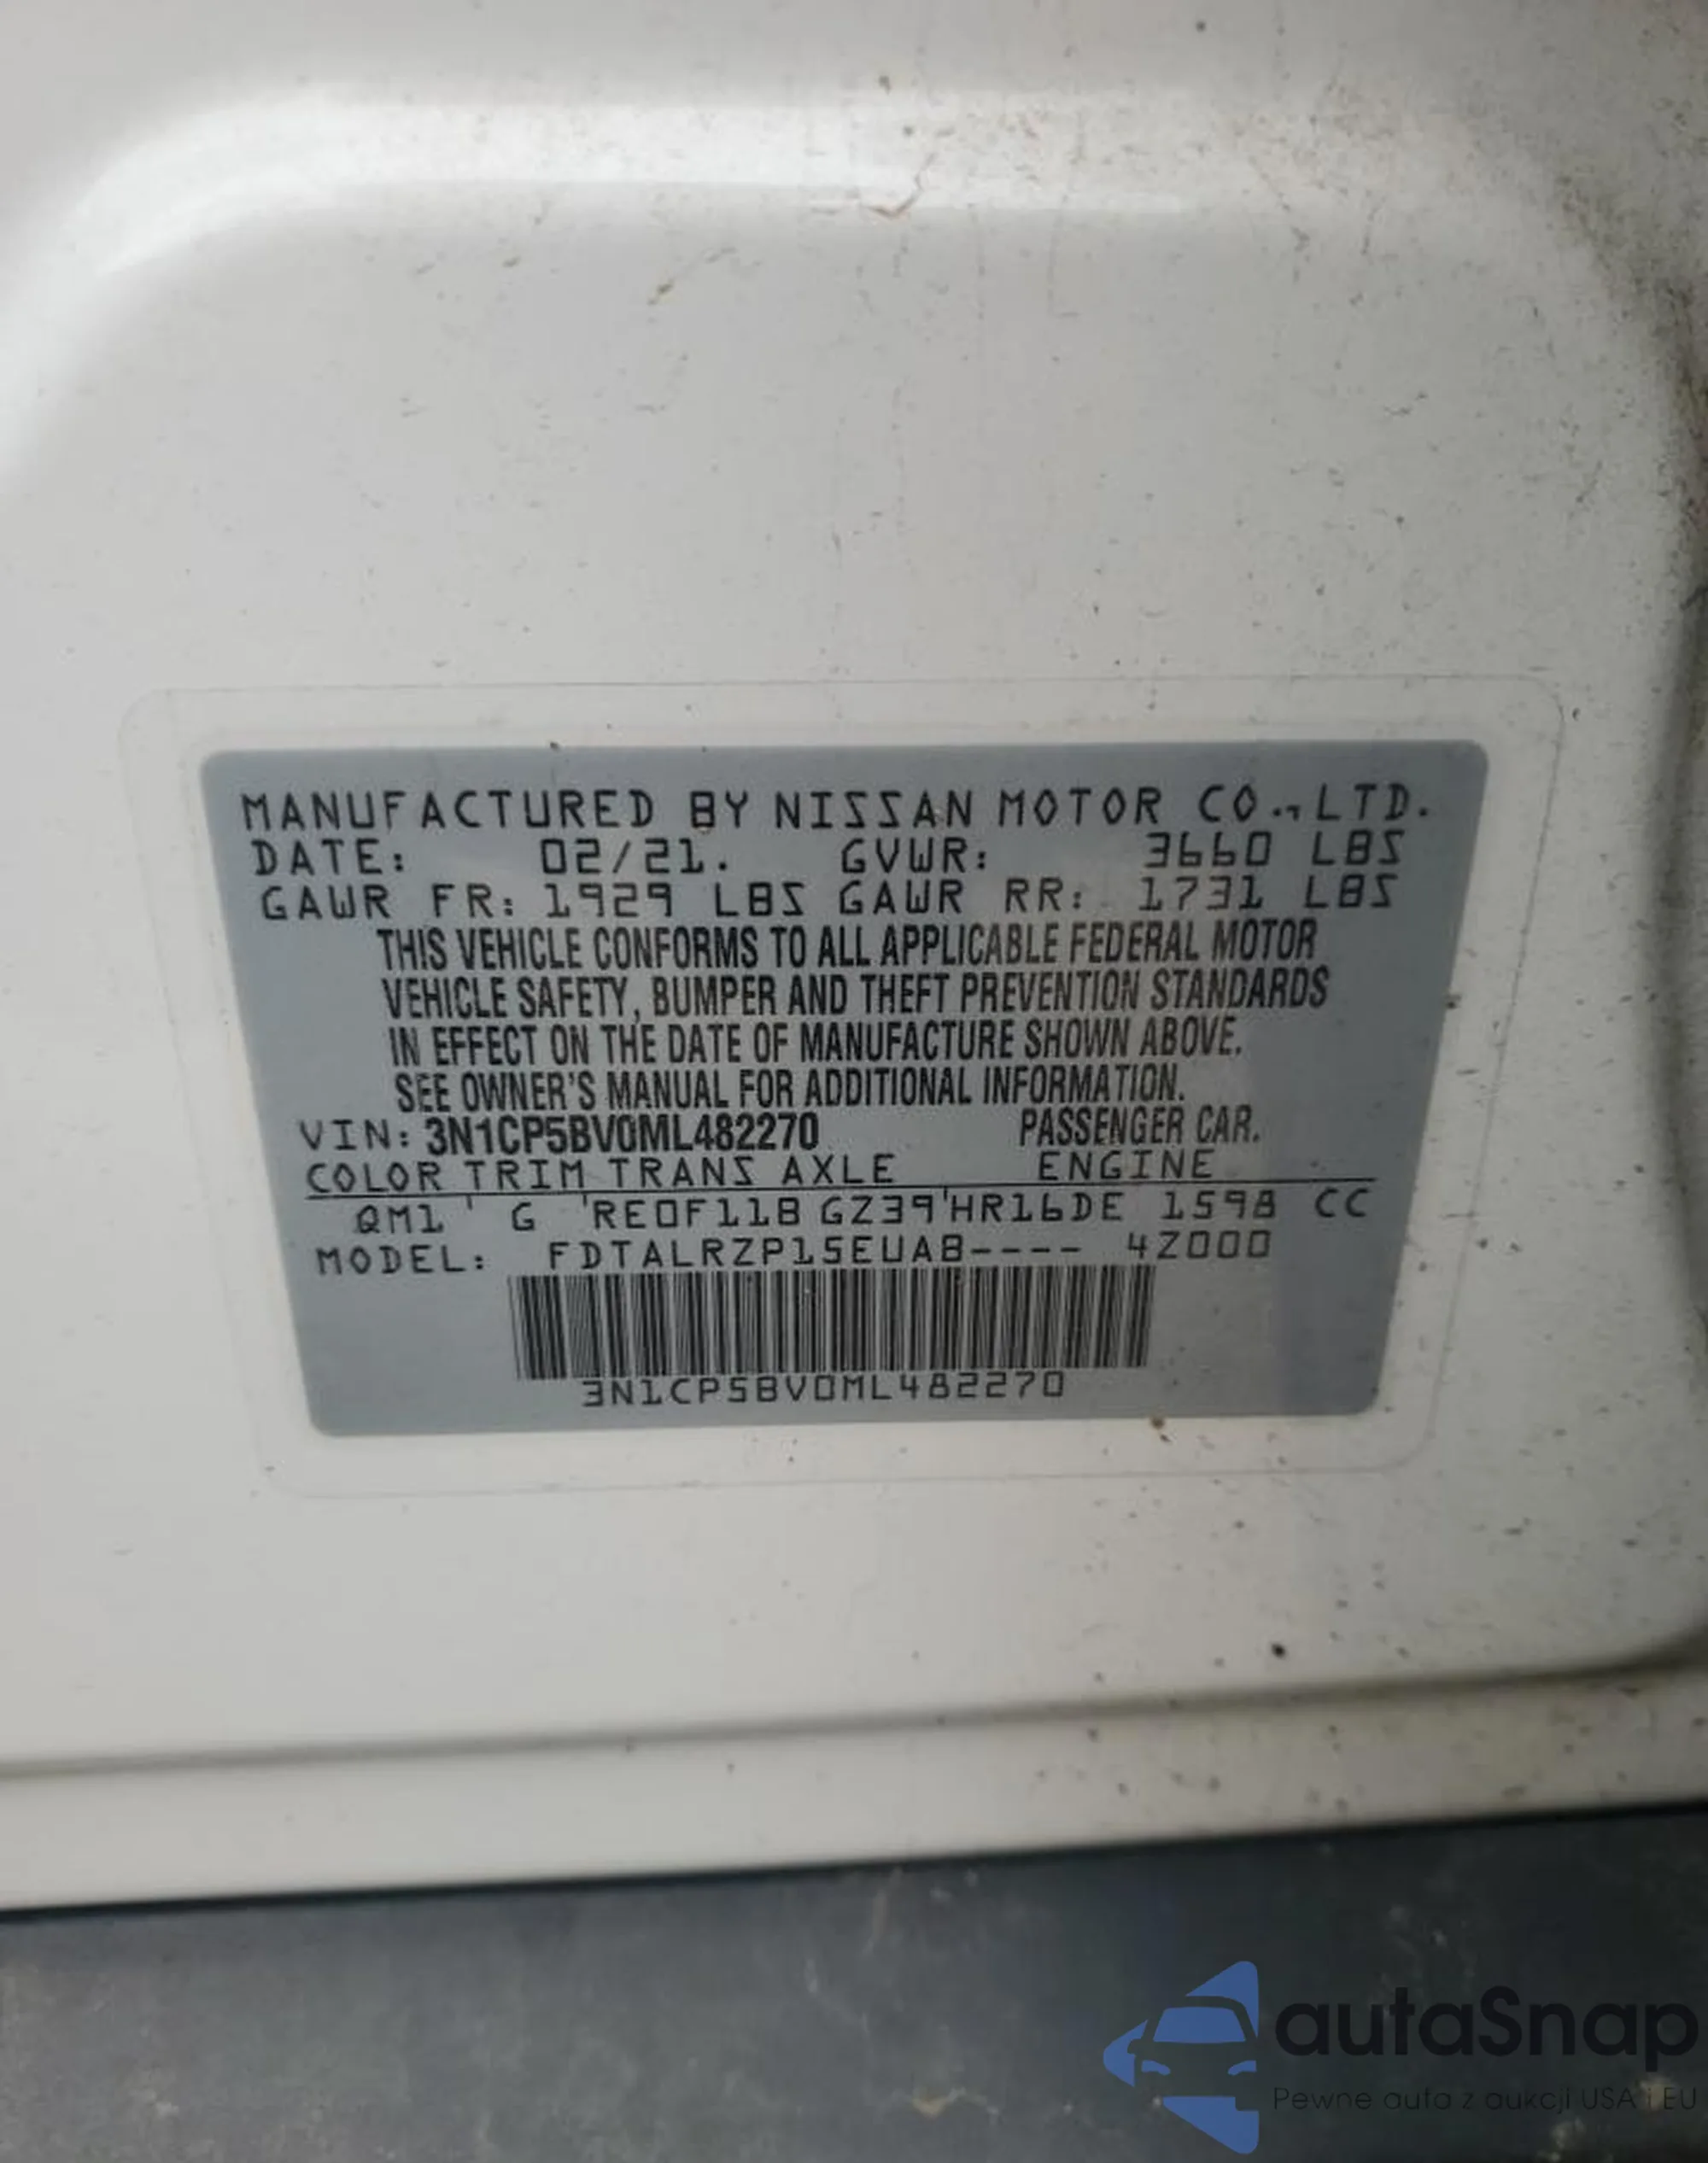 MANUFACTURED BY NISSAN MOTOR CO.,LTD.
DATE: 02/21. GVWR: 3660 LBS
GAWR FR: 1929 LBS GAWR RR: 1731 LBS
THIS VEHICLE CONFORMS TO ALL APPLICABLE FEDERAL MOTOR
VEHICLE SAFETY, BUMPER AND THEFT PREVENTION STANDARDS
IN EFFECT ON THE DATE OF MANUFACTURE SHOWN ABOVE.
SEE OWNER'S MANUAL FOR ADDITIONAL INFORMATION.
VIN: 3N1CP5BV0ML482270 PASSENGER CAR.
COLOR TRIM TRANS AXLE ENGINE
QM1 ' G 'RE0F11B GZ39'HR16DE 1598 CC
MODEL: FDTALRZP15EUAB---- 4Z000
3N1CP5BV0ML482270
autaSnap
Pewne auta z aukcji USA i EU